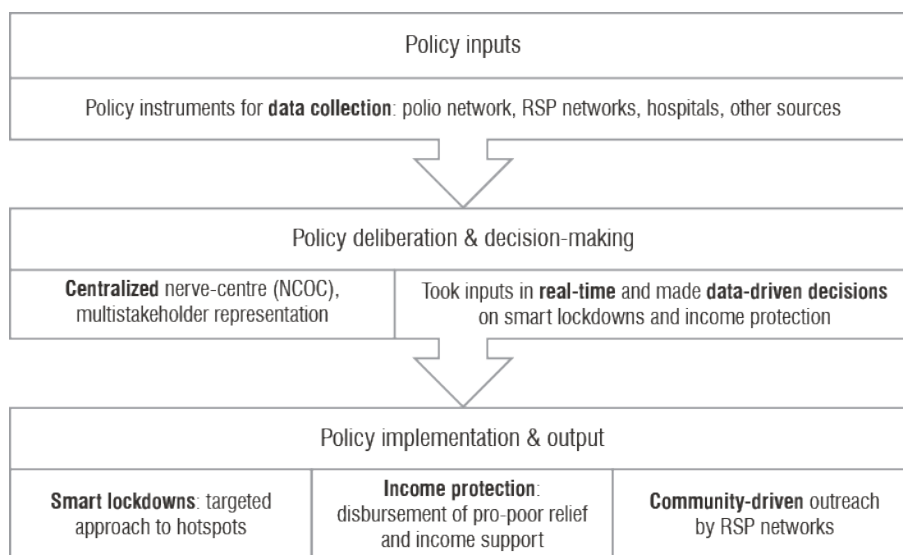 Policy inputs
Policy instruments for data collection: polio network, RSP networks, hospitals, other sources
Policy deliberation & decision-making
Centralized nerve-centre (NCOC),
multistakeholder representation
Took inputs in real-time and made data-driven decisions
on smart lockdowns and income protection
Policy implementation & output
Smart lockdowns: targeted
approach to hotspots
Income protection:
disbursement of pro-poor relief
and income support
Community-driven outreach
by RSP networks